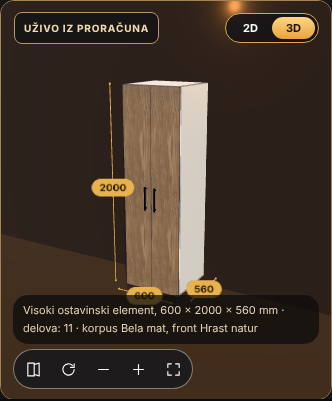 UŽIVO IZ PRORAČUNA
2D 3D
2000
600
560
Visoki ostavinski element, 600 × 2000 × 560 mm ·
delova: 11 · korpus Bela mat, front Hrast natur